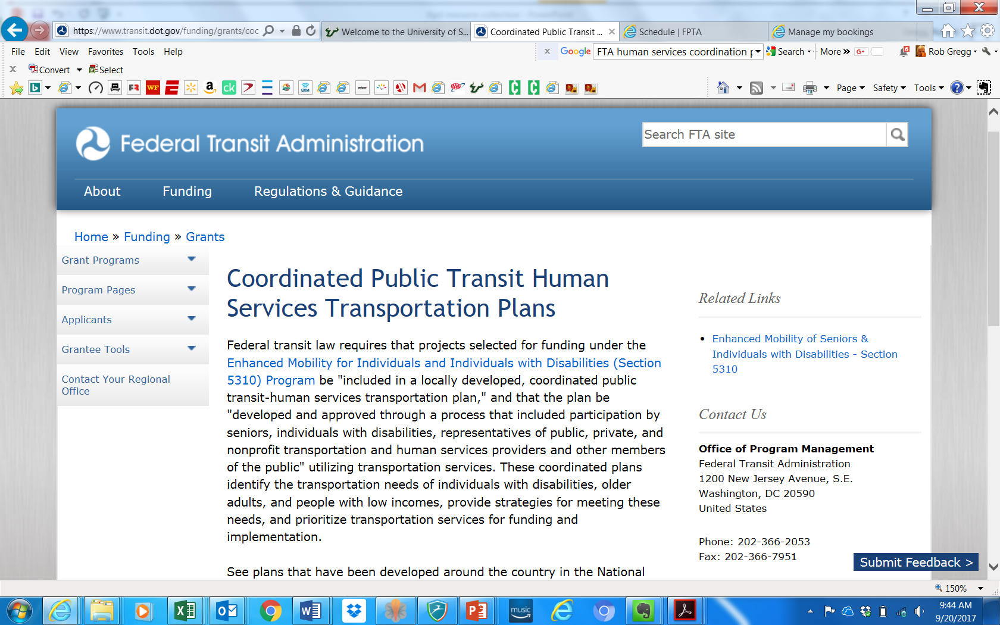 https://www.transit.dot.gov/funding/grants/coc
Welcome to the University of S...
Coordinated Public Transit ...
Schedule | FPTA
Manage my bookings
File Edit View Favorites Tools Help
Google
FTA human services coordination p
Search
More »
G+
6
Rob Gregg
Convert
Select
Page
Safety
Tools
Federal Transit Administration
Search FTA site
About
Funding
Regulations & Guidance
Home » Funding » Grants
Grant Programs
Program Pages
Applicants
Grantee Tools
Contact Your Regional
Office
Coordinated Public Transit Human
Services Transportation Plans
Federal transit law requires that projects selected for funding under the
Enhanced Mobility for Individuals and Individuals with Disabilities (Section
5310) Program be "included in a locally developed, coordinated public
transit-human services transportation plan," and that the plan be
"developed and approved through a process that included participation by
seniors, individuals with disabilities, representatives of public, private, and
nonprofit transportation and human services providers and other members
of the public" utilizing transportation services. These coordinated plans
identify the transportation needs of individuals with disabilities, older
adults, and people with low incomes, provide strategies for meeting these
needs, and prioritize transportation services for funding and
implementation.
See plans that have been developed around the country in the National
Related Links
Enhanced Mobility of Seniors &
Individuals with Disabilities - Section
5310
Contact Us
Office of Program Management
Federal Transit Administration
1200 New Jersey Avenue, S.E.
Washington, DC 20590
United States
Phone: 202-366-2053
Fax: 202-366-7951
Submit Feedback >
150%
music
9:44 AM
9/20/2017